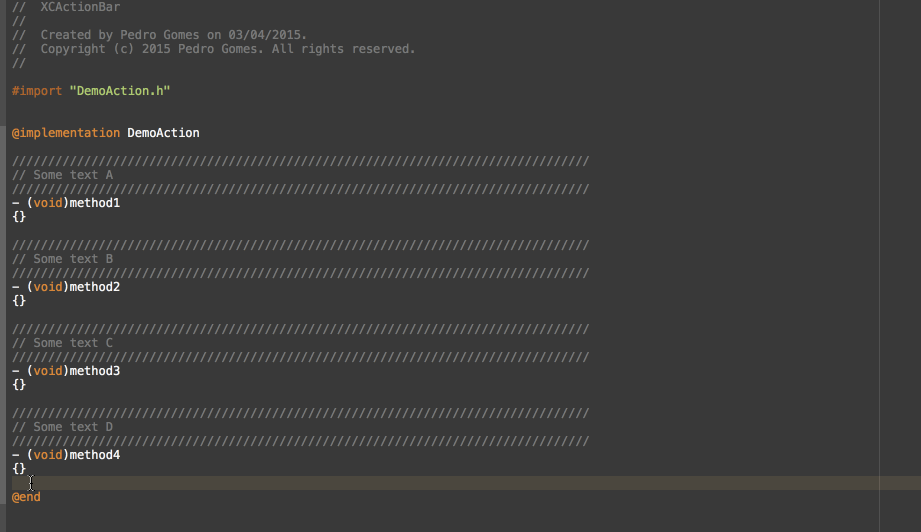 //  XCActionBar
//
//  Created by Pedro Gomes on 03/04/2015.
//  Copyright (c) 2015 Pedro Gomes. All rights reserved.
//
#import "DemoAction.h"
@implementation DemoAction
////////////////////////////////////////////////////////////////////////////////
// Some text A
////////////////////////////////////////////////////////////////////////////////
- (void)method1
{}
////////////////////////////////////////////////////////////////////////////////
// Some text B
////////////////////////////////////////////////////////////////////////////////
- (void)method2
{}
////////////////////////////////////////////////////////////////////////////////
// Some text C
////////////////////////////////////////////////////////////////////////////////
- (void)method3
{}
////////////////////////////////////////////////////////////////////////////////
// Some text D
////////////////////////////////////////////////////////////////////////////////
- (void)method4
{}
@end